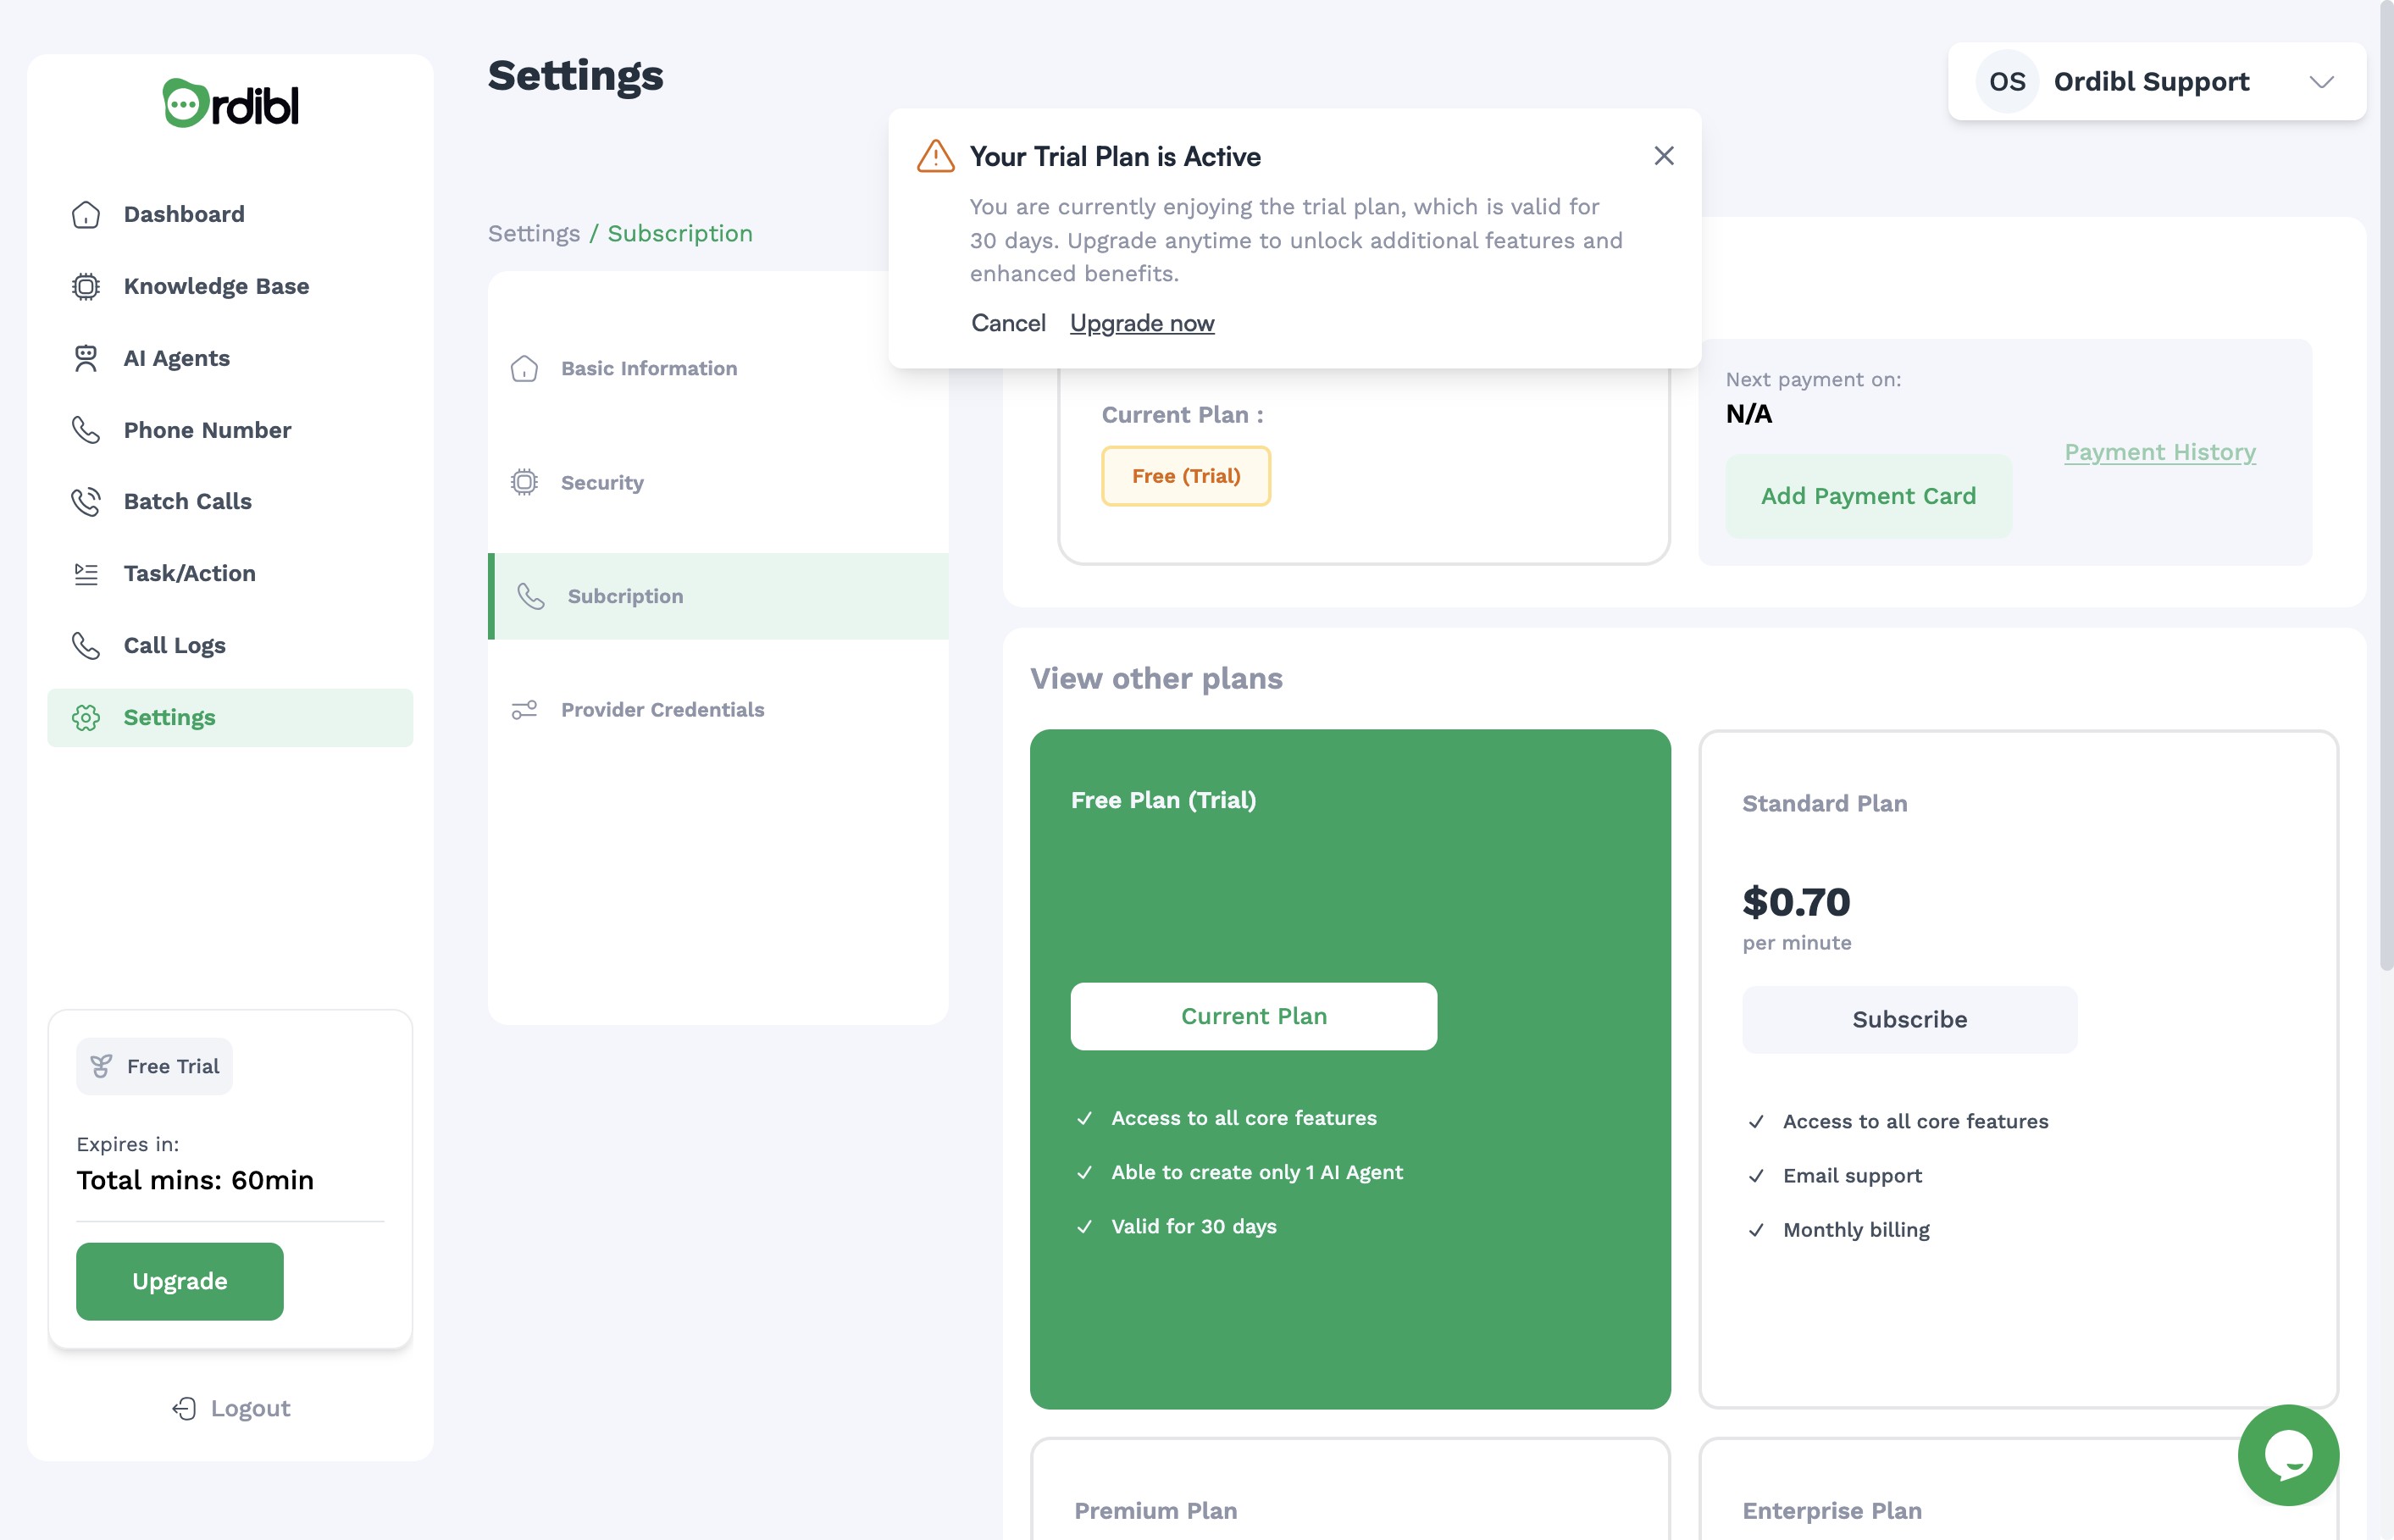 Ordibl
Dashboard
Knowledge Base
AI Agents
Phone Number
Batch Calls
Task/Action
Call Logs
Settings
Free Trial
Expires in:
Total mins: 60min
Upgrade
Logout
Settings
OS Ordibl Support
Your Trial Plan is Active
You are currently enjoying the trial plan, which is valid for
30 days. Upgrade anytime to unlock additional features and
enhanced benefits.
Cancel Upgrade now
Settings / Subscription
Basic Information
Security
Subcription
Provider Credentials
Current Plan :
Free (Trial)
Next payment on:
N/A
Payment History
Add Payment Card
View other plans
Free Plan (Trial)
Current Plan
Access to all core features
Able to create only 1 AI Agent
Valid for 30 days
Standard Plan
$0.70
per minute
Subscribe
Access to all core features
Email support
Monthly billing
Premium Plan
Enterprise Plan